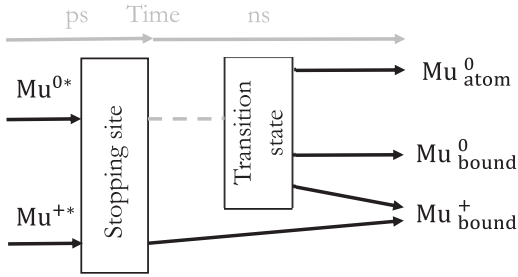 ps Time ns
Mu⁰*
Mu⁺*
Stopping site
Transition
state
Mu⁰atom
Mu⁰bound
Mu⁺bound